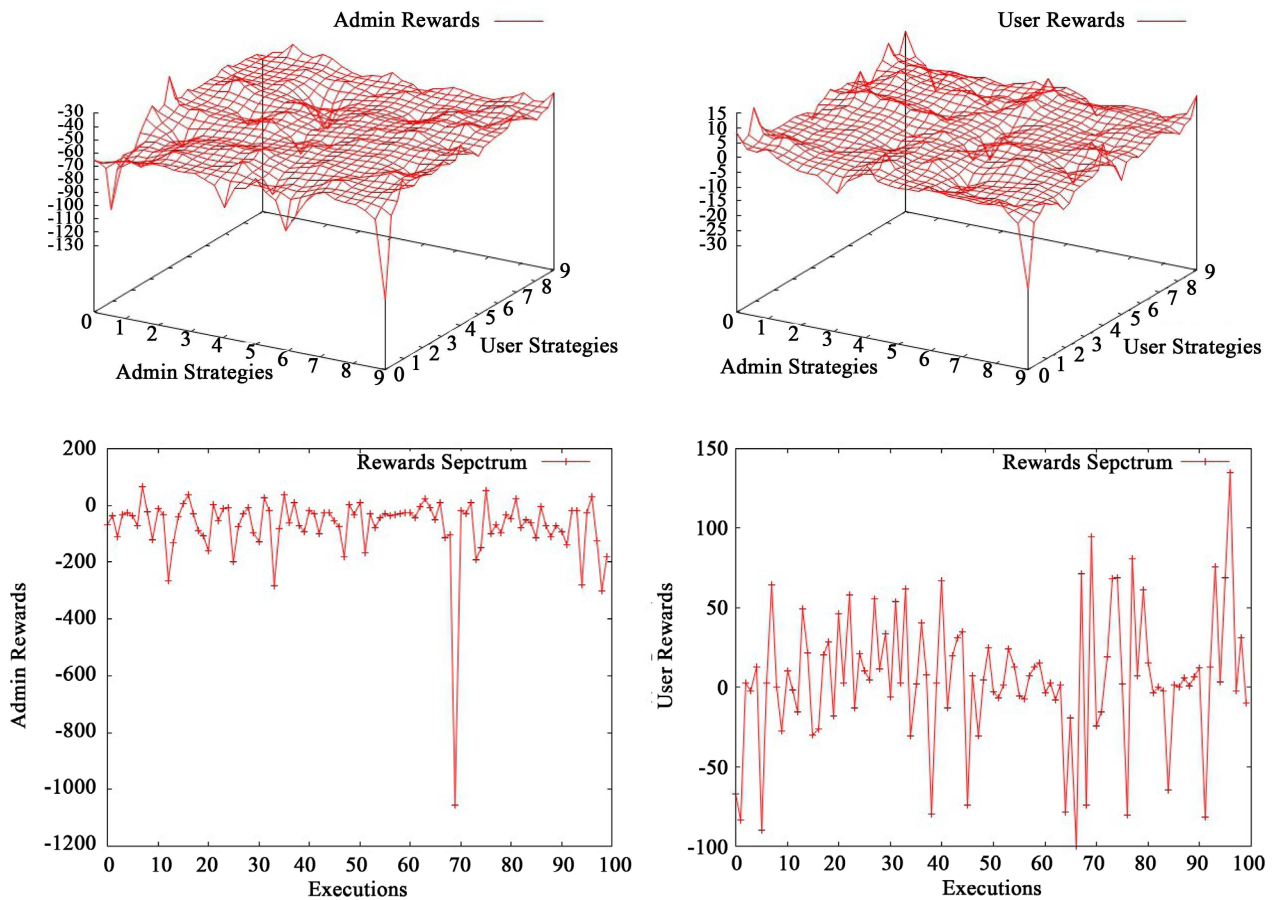 Admin Rewards
-30
-40
-50
-60
-70
-80
-90
-100
-110
-120
-130
0 1 2 3 4 5 6 7 8 9
Admin Strategies
0 1 2 3 4 5 6 7 8 9
User Strategies
User Rewards
15
10
5
0
-5
-10
-15
-20
-25
-30
0 1 2 3 4 5 6 7 8 9
Admin Strategies
0 1 2 3 4 5 6 7 8 9
User Strategies
Rewards Sepctrum
200
0
-200
-400
-600
-800
-1000
-1200
Admin Rewards
0 10 20 30 40 50 60 70 80 90 100
Executions
Rewards Sepctrum
150
100
50
0
-50
-100
User Rewards
0 10 20 30 40 50 60 70 80 90 100
Executions